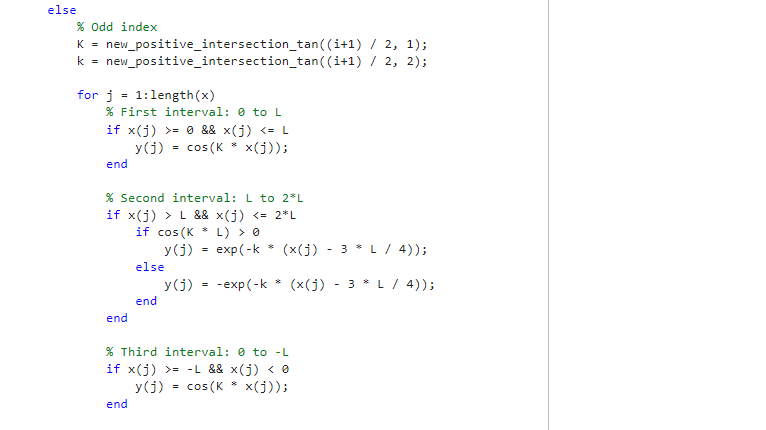 else
% Odd index
K = new_positive_intersection_tan((i+1) / 2, 1);
k = new_positive_intersection_tan((i+1) / 2, 2);
for j = 1:length(x)
% First interval: 0 to L
if x(j) >= 0 && x(j) <= L
y(j) = cos(K * x(j));
end
% Second interval: L to 2*L
if x(j) > L && x(j) <= 2*L
if cos(K * L) > 0
y(j) = exp(-k * (x(j) - 3 * L / 4));
else
y(j) = -exp(-k * (x(j) - 3 * L / 4));
end
end
% Third interval: 0 to -L
if x(j) >= -L && x(j) < 0
y(j) = cos(K * x(j));
end